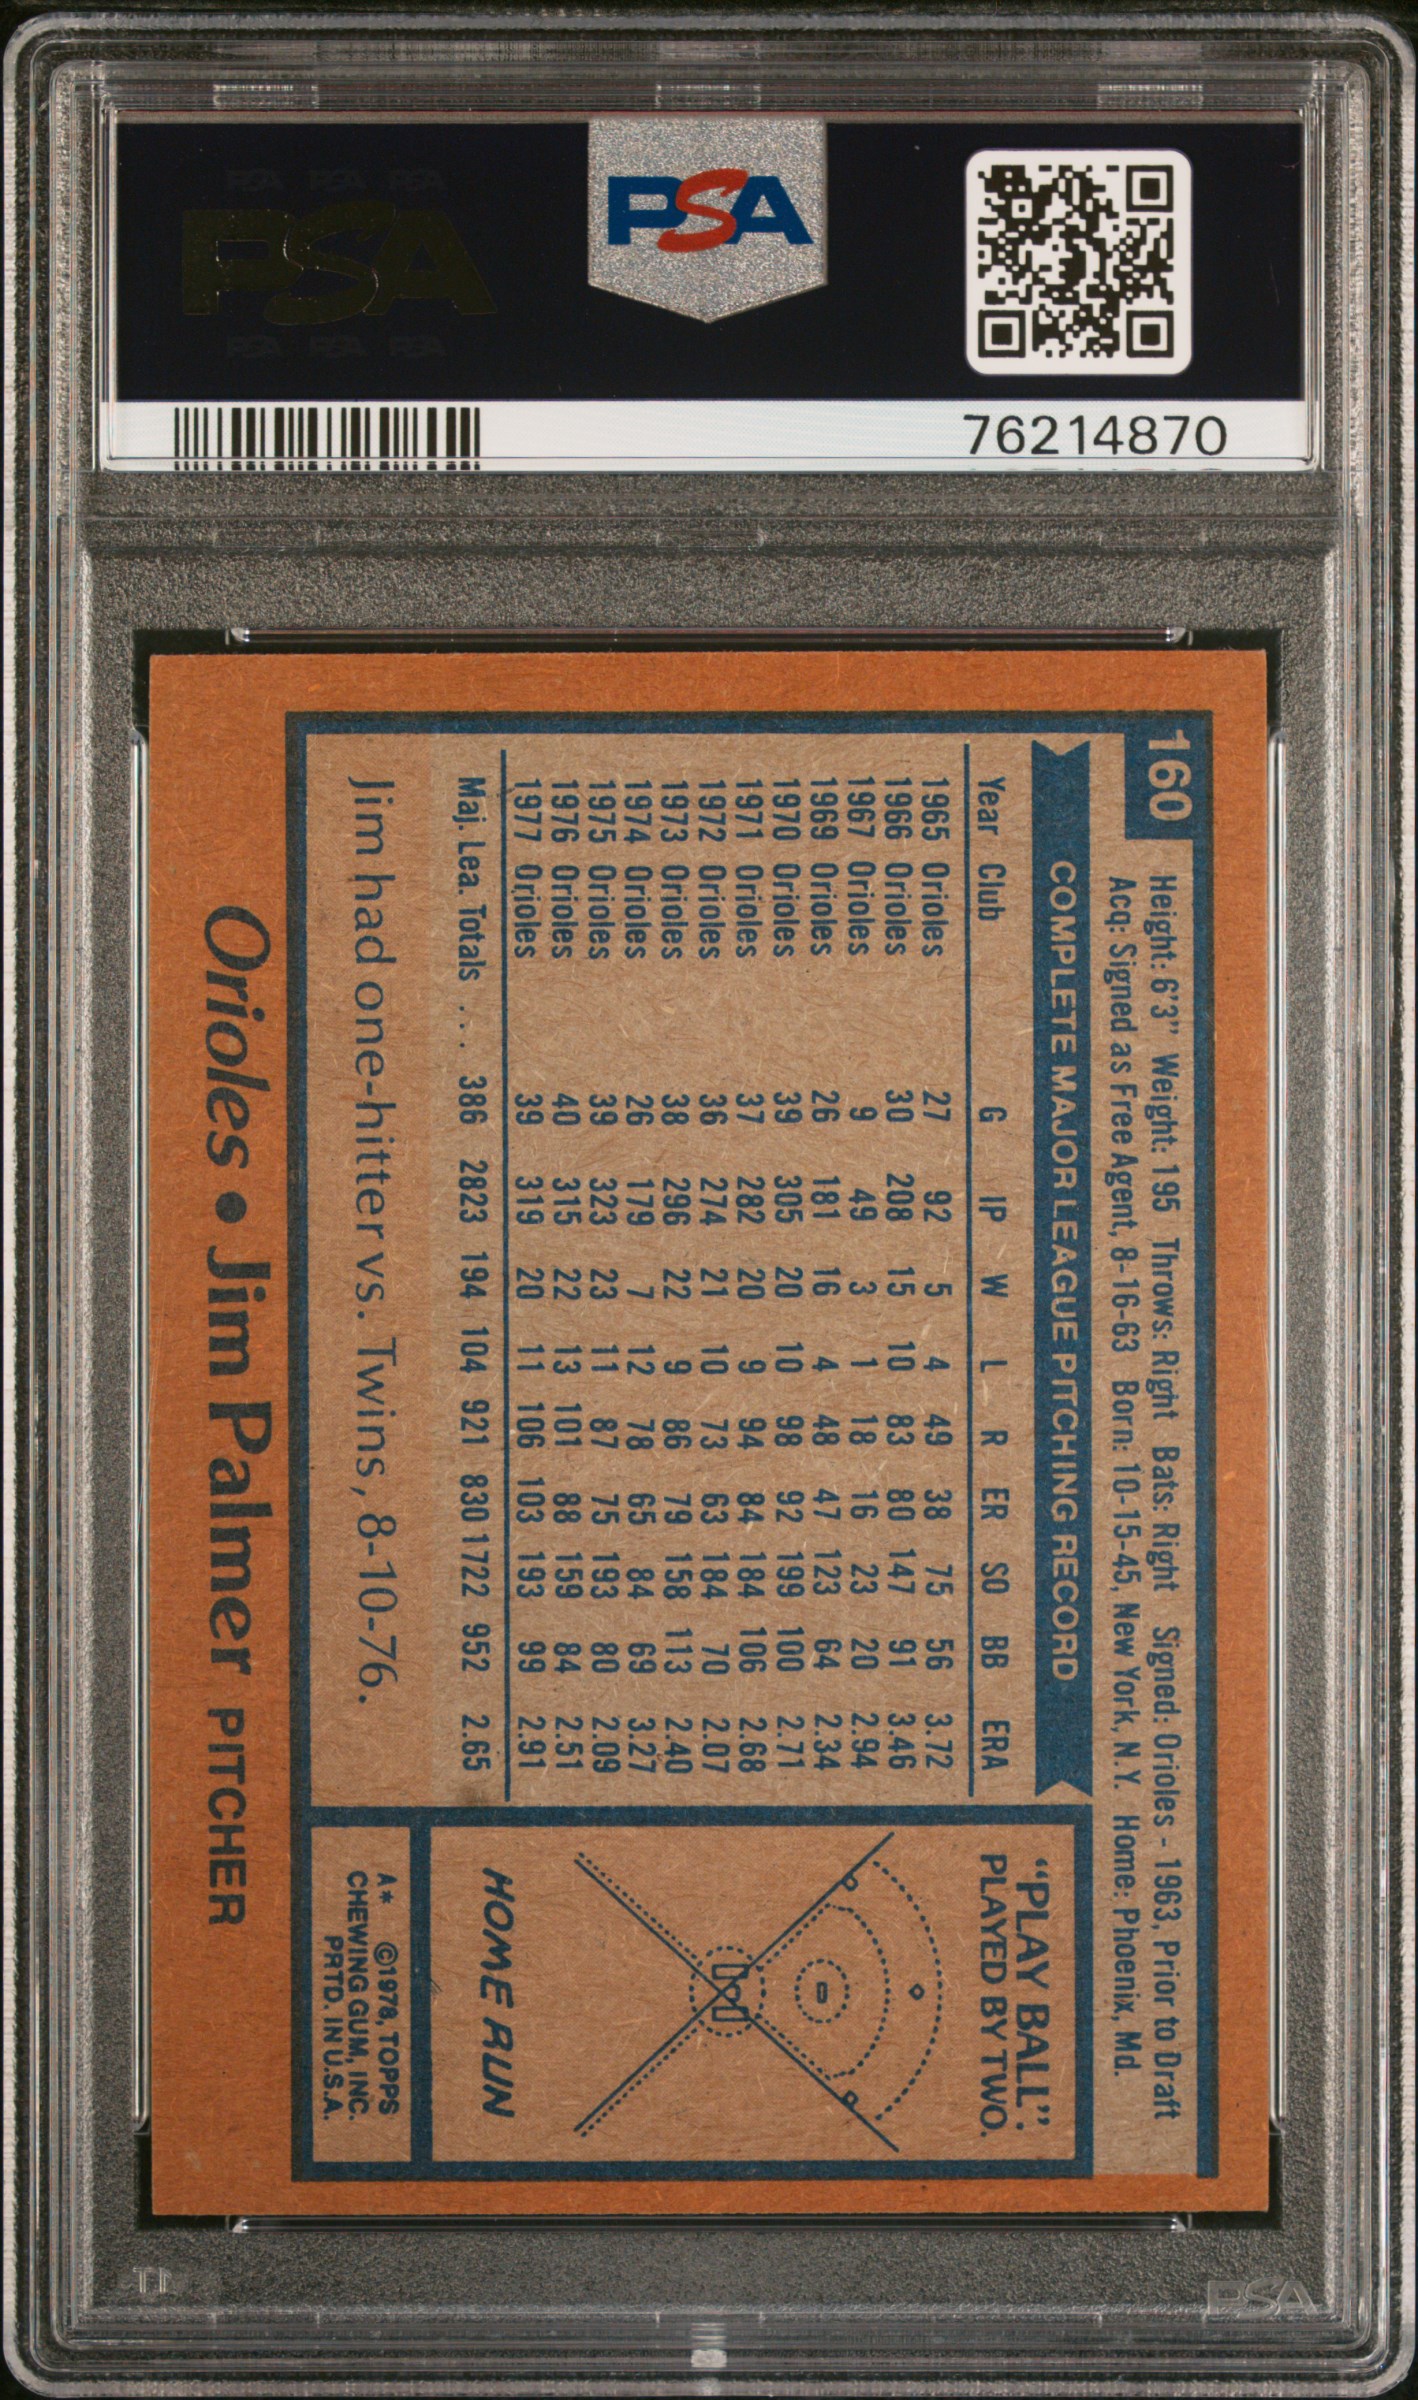 PSA PSA PSA
PSA
PSA PSA PSA
PSA
76214870
160
Height: 6'3" Weight: 195 Throws: Right Bats: Right Signed: Orioles - 1963, Prior to Draft
Acq: Signed as Free Agent, 8-16-63 Born: 10-15-45, New York, N.Y. Home: Phoenix, Md.
COMPLETE MAJOR LEAGUE PITCHING RECORD
Year Club G IP W L R ER SO BB ERA
1965 Orioles 27 92 5 4 49 38 75 56 3.72
1966 Orioles 30 208 15 10 83 80 147 91 3.46
1967 Orioles 9 49 3 1 18 16 23 20 2.94
1969 Orioles 26 181 16 4 48 47 123 64 2.34
1970 Orioles 39 305 20 10 98 92 199 100 2.71
1971 Orioles 37 282 20 9 94 84 184 106 2.68
1972 Orioles 36 274 21 10 73 63 184 70 2.07
1973 Orioles 38 296 22 9 86 79 158 113 2.40
1974 Orioles 26 179 7 12 78 65 84 69 3.27
1975 Orioles 39 323 23 11 87 75 193 80 2.09
1976 Orioles 40 315 22 13 101 88 159 84 2.51
1977 Orioles 39 319 20 11 106 103 193 99 2.91
Maj. Lea. Totals ... 386 2823 194 104 921 830 1722 952 2.65
Jim had one-hitter vs. Twins, 8-10-76.
"PLAY BALL":
PLAYED BY TWO.
HOME RUN
A* ©1978, TOPPS
CHEWING GUM, INC.
PRTD. IN U.S.A.
Orioles • Jim Palmer PITCHER
PSA